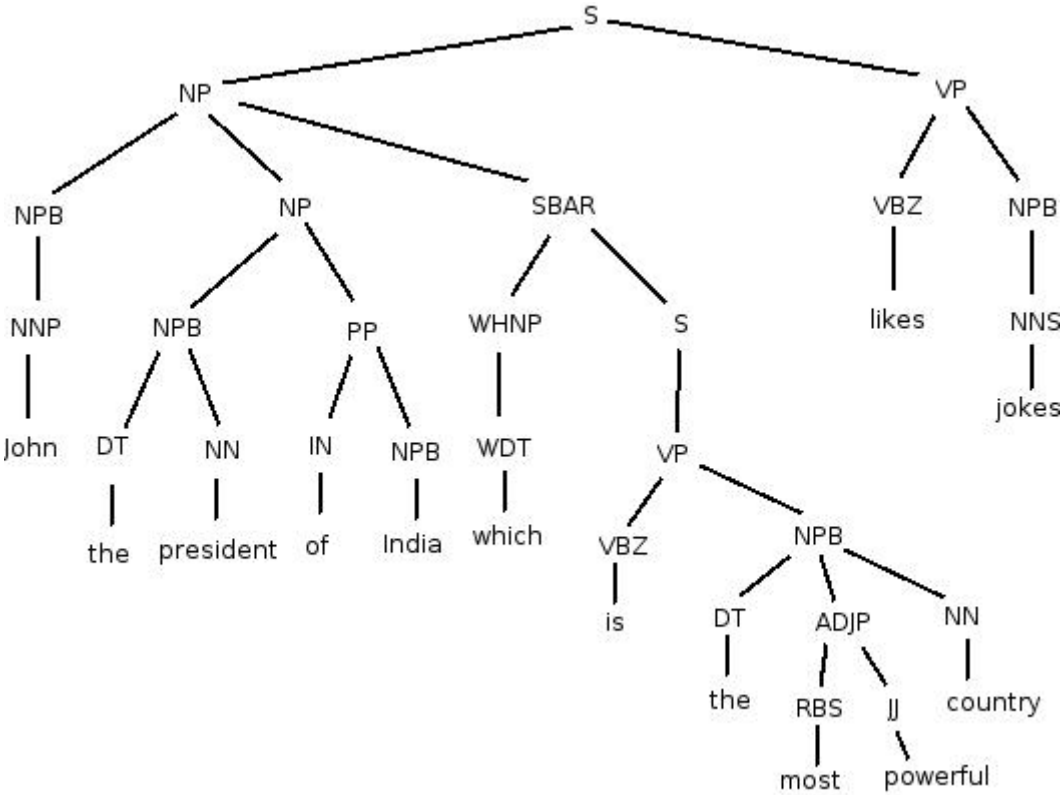 S
NP VP
NPB NP SBAR VBZ NPB
NNP NPB PP WHNP S likes NNS
John DT NN IN NPB WDT VP jokes
the president of India which VBZ NPB
is DT ADJP NN
the RBS JJ country
most powerful